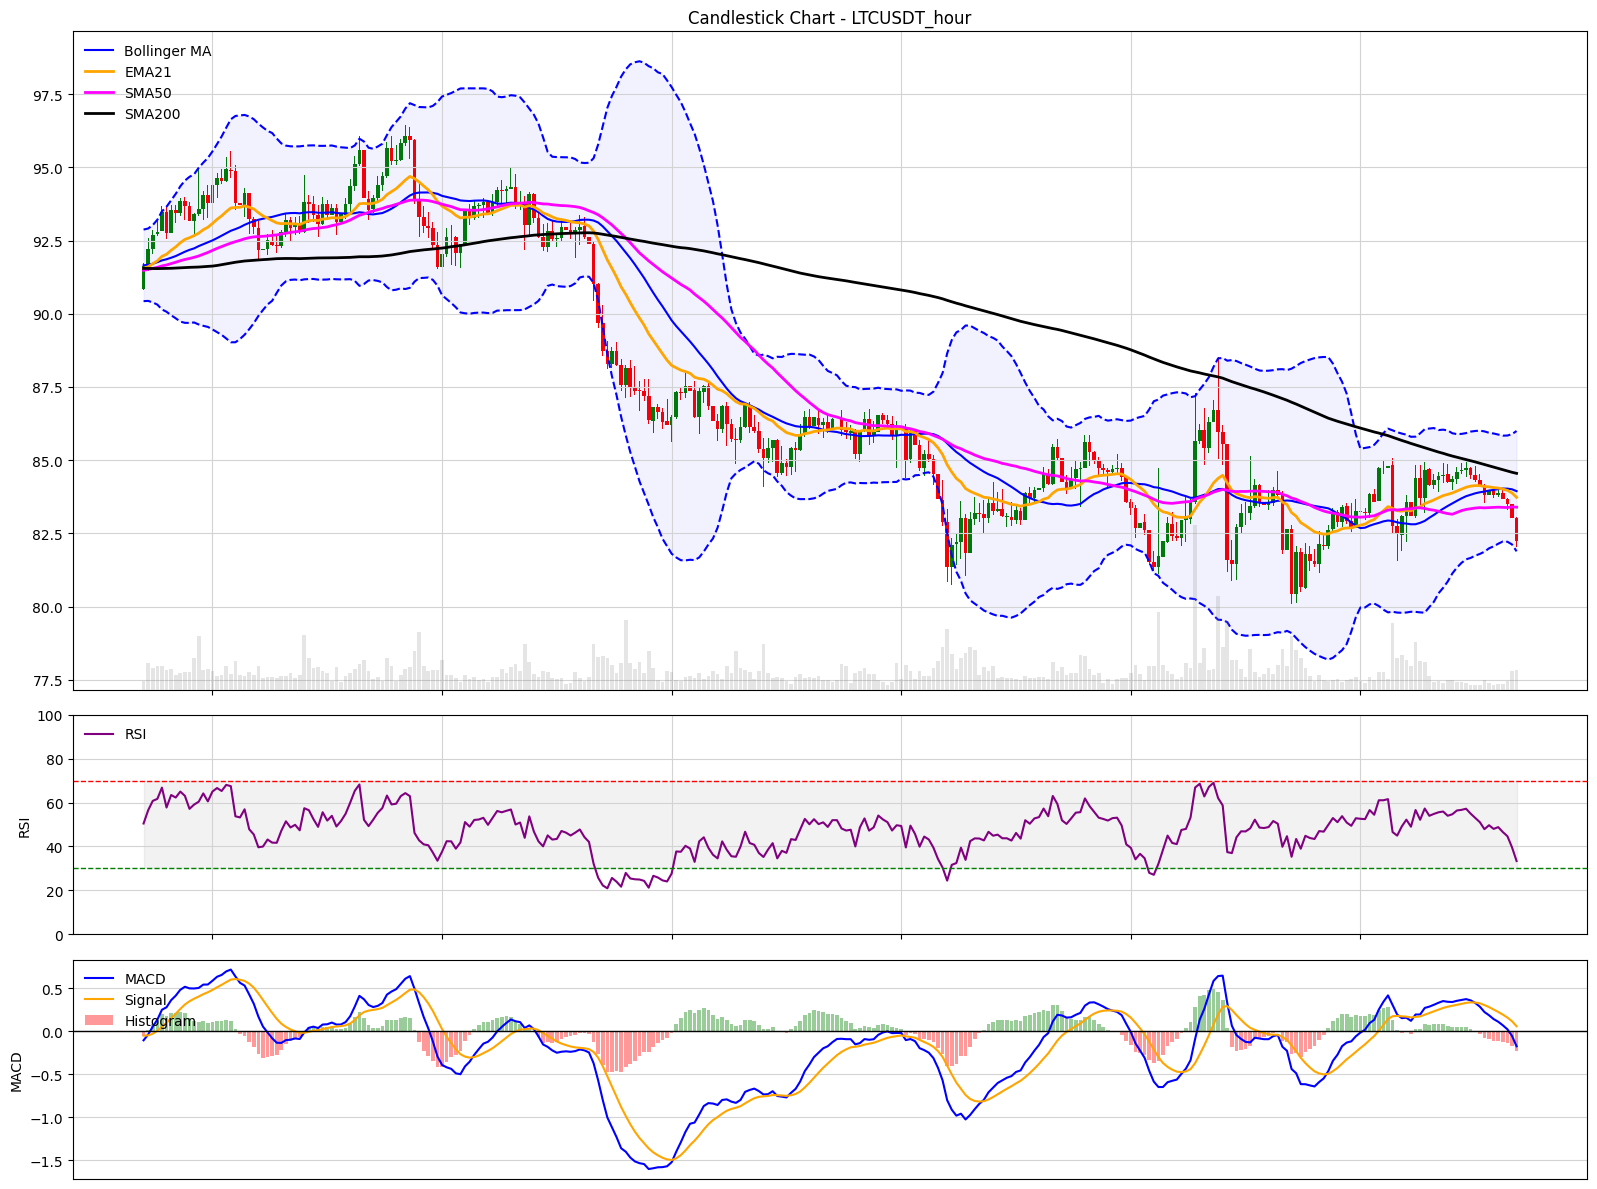 Candlestick Chart - LTCUSDT_hour
Bollinger MA
EMA21
SMA50
SMA200
97.5
95.0
92.5
90.0
87.5
85.0
82.5
80.0
77.5
RSI
100
80
60
40
20
0
RSI
MACD
Signal
Histogram
0.5
0.0
−0.5
−1.0
−1.5
MACD